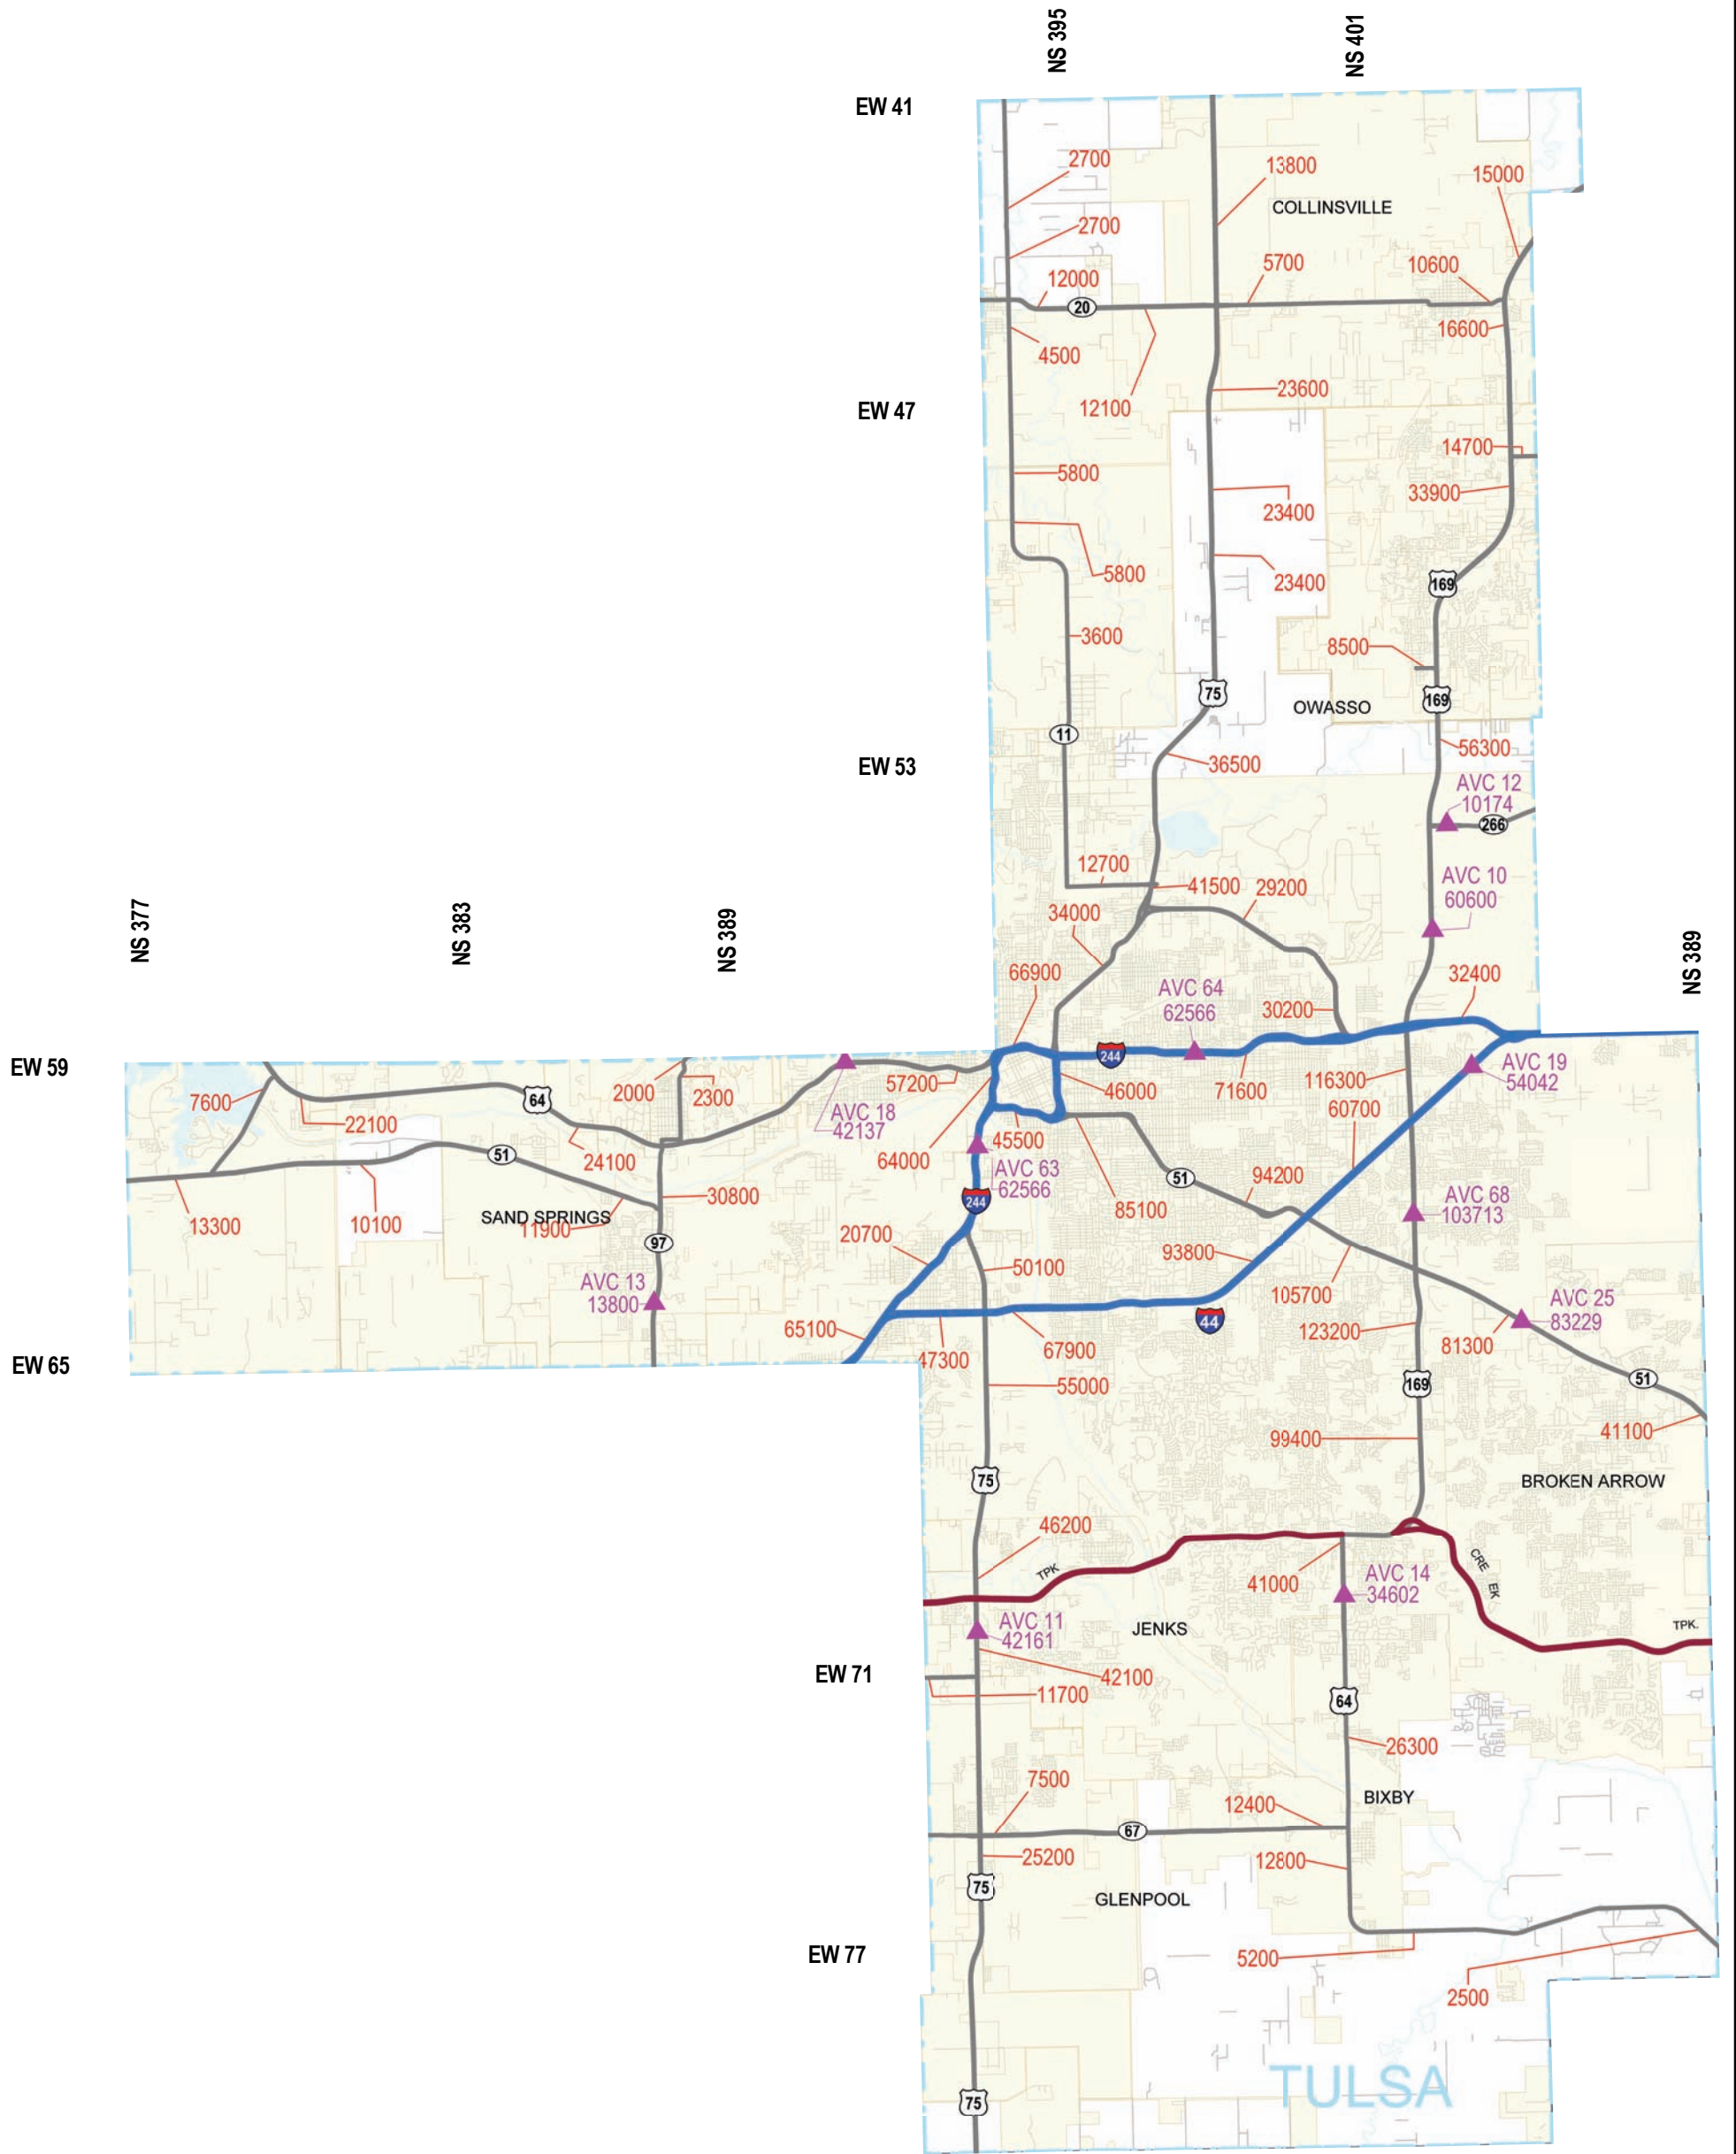 NS 395
NS 401
EW 41
2700
13800
15000
COLLINSVILLE
2700
5700
10600
12000
20
16600
4500
23600
12100
EW 47
14700
5800
33900
23400
5800
23400
169
3600
8500
75
169
OWASSO
11
56300
36500
EW 53
AVC 12
10174
266
12700
AVC 10
60600
41500
29200
34000
NS 377
NS 383
NS 389
NS 389
66900
AVC 64
62566
32400
30200
EW 59
244
57200
46000
71600
116300
AVC 19
54042
7600
64
2000
2300
60700
22100
AVC 18
42137
45500
24100
51
64000
AVC 63
62566
51
94200
30800
244
85100
AVC 68
103713
13300
10100
SAND SPRINGS
11900
20700
97
93800
50100
AVC 13
13800
105700
AVC 25
83229
65100
44
123200
81300
EW 65
47300
67900
55000
169
51
41100
99400
75
BROKEN ARROW
46200
TPK
CRE
EK
41000
AVC 14
34602
AVC 11
42161
JENKS
TPK.
EW 71
42100
11700
64
26300
7500
BIXBY
12400
67
25200
12800
75
GLENPOOL
EW 77
5200
2500
TULSA
75